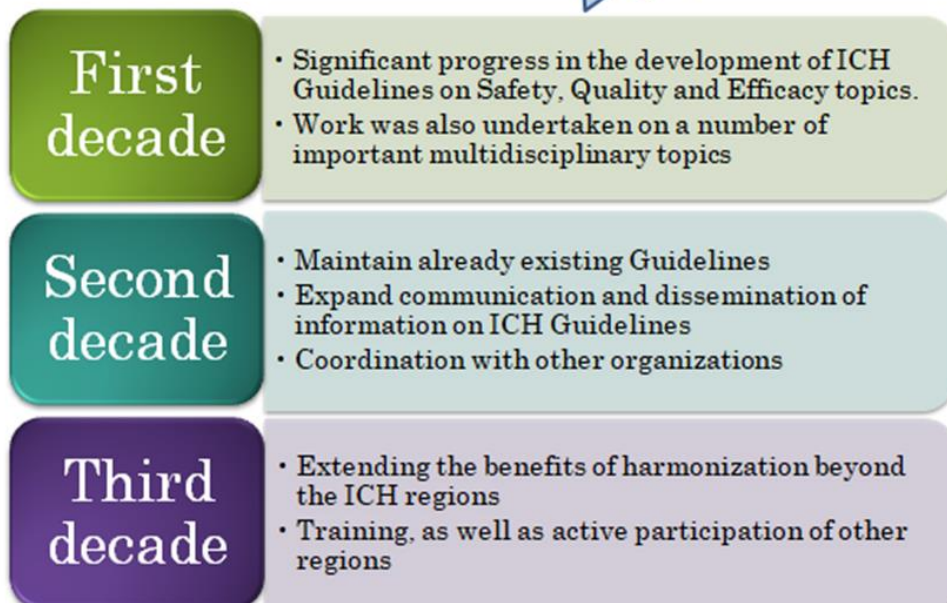 First
decade
• Significant progress in the development of ICH
Guidelines on Safety, Quality and Efficacy topics.
• Work was also undertaken on a number of
important multidisciplinary topics
Second
decade
• Maintain already existing Guidelines
• Expand communication and dissemination of
information on ICH Guidelines
• Coordination with other organizations
Third
decade
• Extending the benefits of harmonization beyond
the ICH regions
• Training, as well as active participation of other
regions